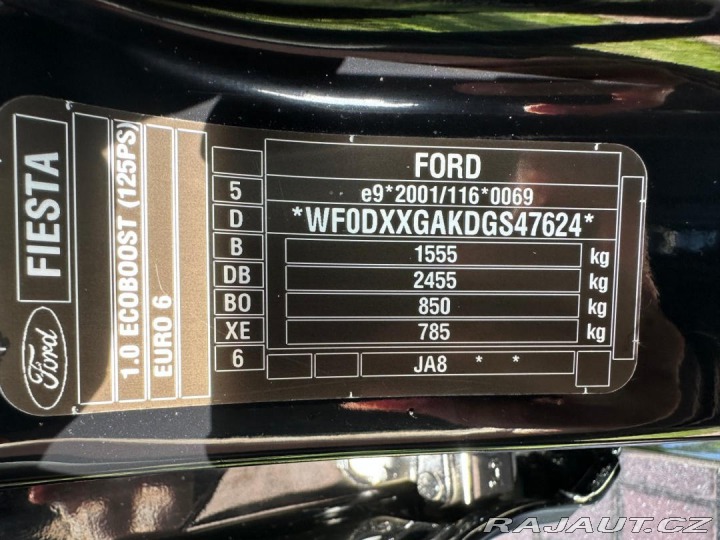 FIESTA
Ford
1.0 ECOBOOST (125PS)
EURO 6
FORD
5 e9*2001/116*0069
D *WF0DXXGAKDGS47624*
B 1555 kg
DB 2455 kg
BO 850 kg
XE 785 kg
6 JA8 * *
RAJAUT.CZ